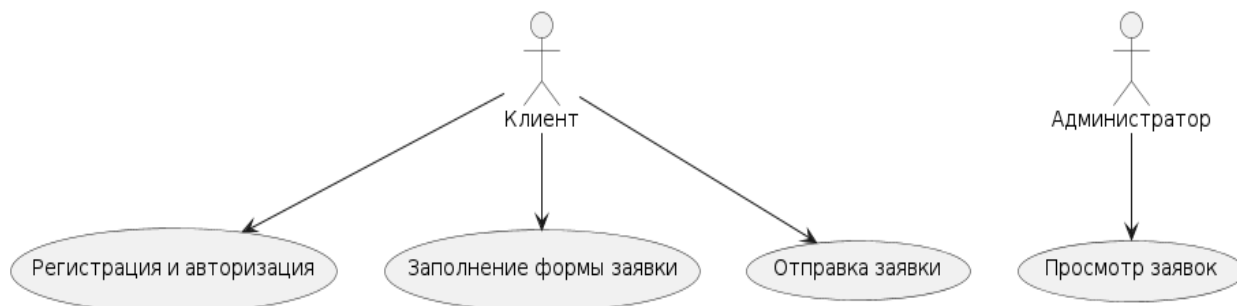 Клиент
Администратор
Регистрация и авторизация
Заполнение формы заявки
Отправка заявки
Просмотр заявок